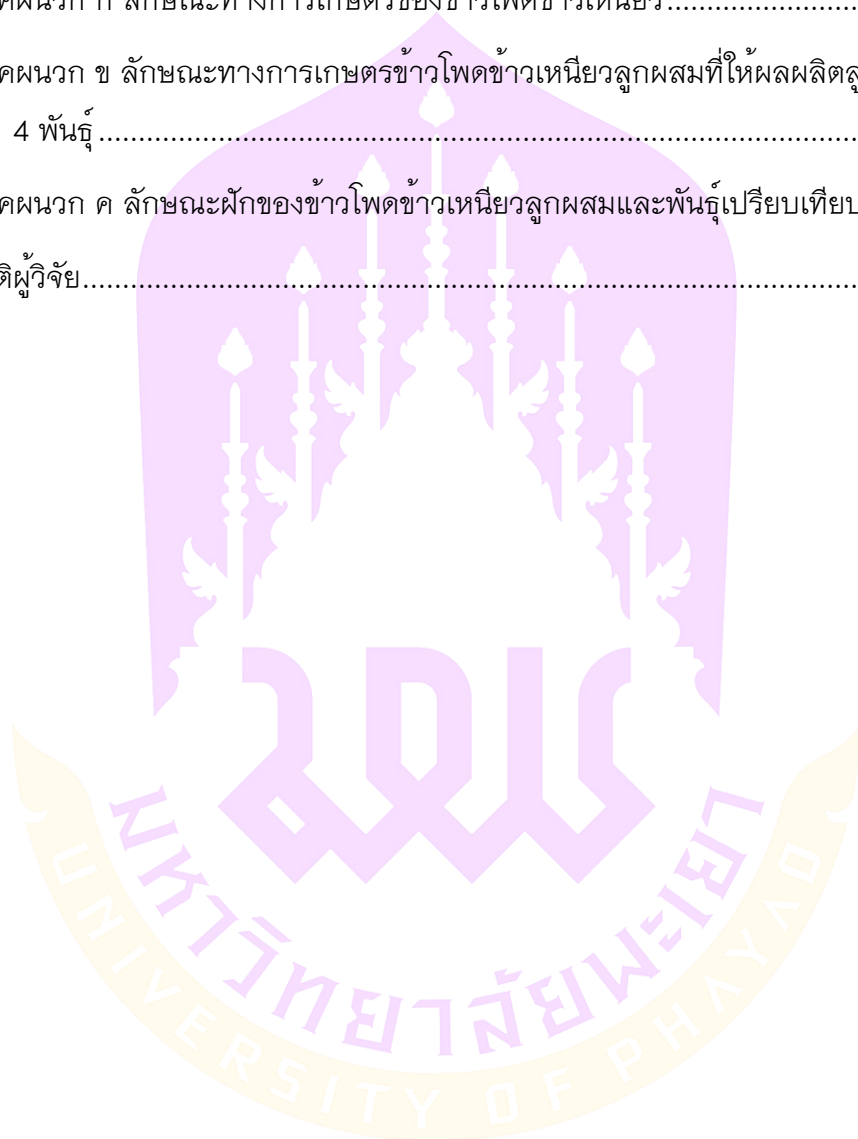 คผนวก ก ลักษณะทางการเกษตรของข้าวโพดข้าวเหนียว........................
คผนวก ข ลักษณะทางการเกษตรข้าวโพดข้าวเหนียวลูกผสมที่ให้ผลผลิตสู
4 พันธุ์................................................................................................
คผนวก ค ลักษณะฝักของข้าวโพดข้าวเหนียวลูกผสมและพันธุ์เปรียบเทียบ
ติผู้วิจัย..................................................................................................
มหาวิทยาลัยพะเยา
UNIVERSITY OF PHAYAO